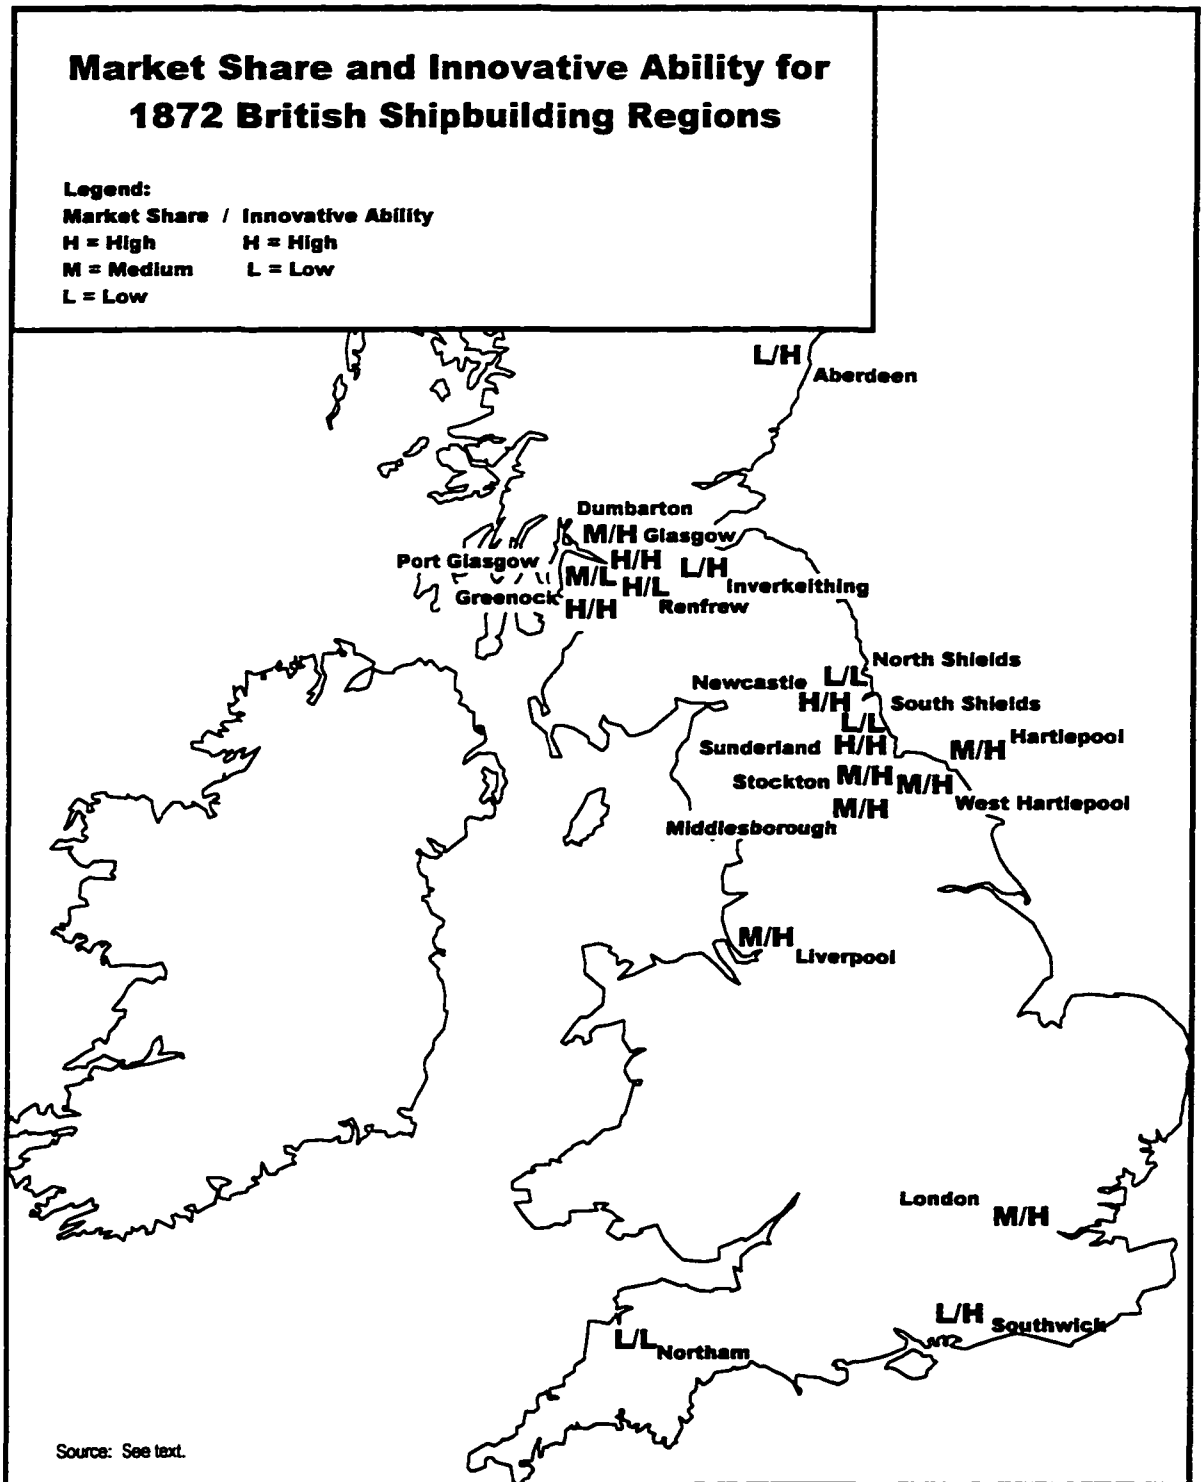 Market Share and Innovative Ability for
1872 British Shipbuilding Regions
Legend:
Market Share / Innovative Ability
H = High H = High
M = Medium L = Low
L = Low
L/H
Aberdeen
Dumbarton
M/H Glasgow
Port Glasgow H/H L/H
M/L H/L Inverkeithing
Greenock H/H Renfrew
North Shields
Newcastle L/L
H/H South Shields
L/L
Sunderland H/H M/H Hartlepool
Stockton M/H M/H
M/H West Hartlepool
Middlesborough
M/H
Liverpool
London
M/H
L/H Southwick
L/L Northam
Source: See text.